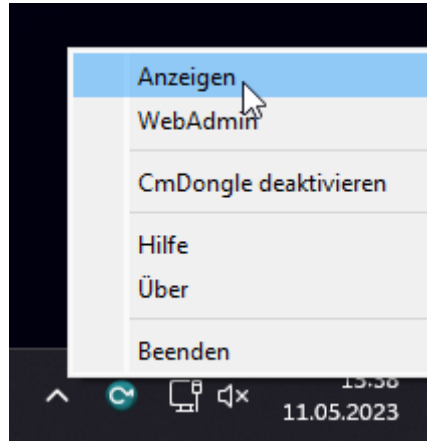 Anzeigen
WebAdmin
CmDongle deaktivieren
Hilfe
Über
Beenden
11.05.2023